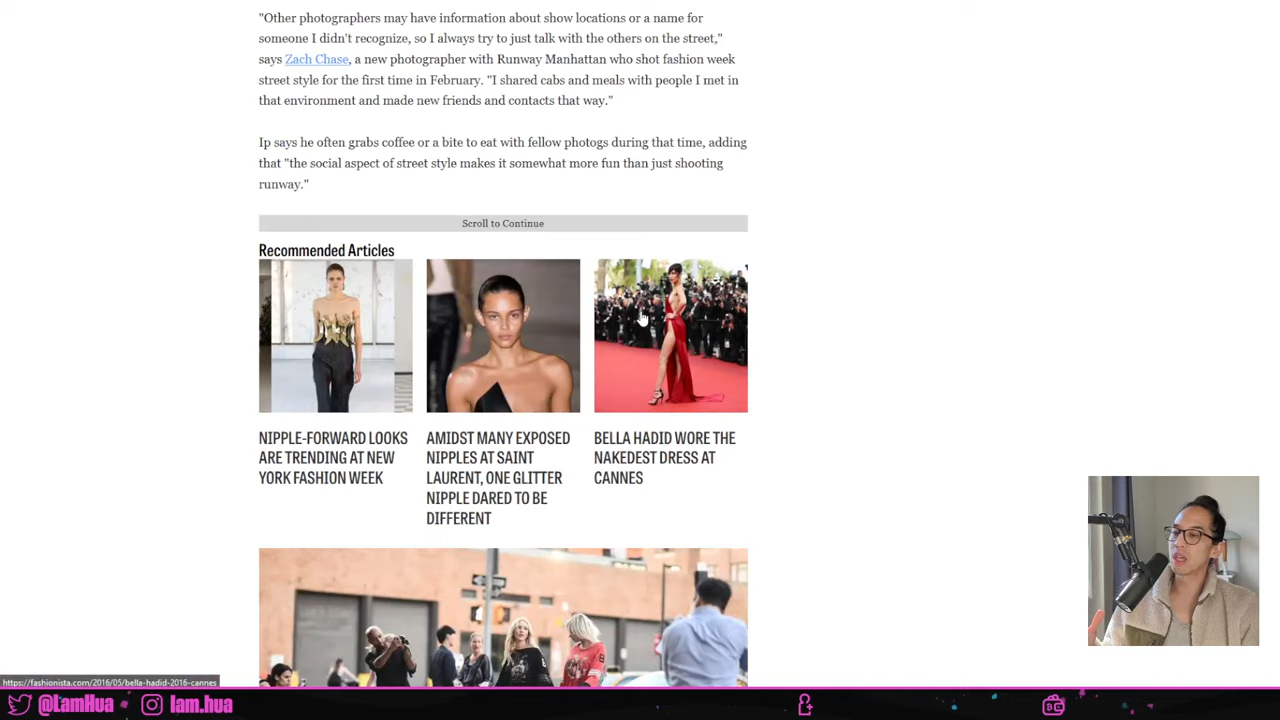 "Other photographers may have information about show locations or a name for
someone I didn't recognize, so I always try to just talk with the others on the street,"
says Zach Chase, a new photographer with Runway Manhattan who shot fashion week
street style for the first time in February. "I shared cabs and meals with people I met in
that environment and made new friends and contacts that way."
Ip says he often grabs coffee or a bite to eat with fellow photogs during that time, adding
that "the social aspect of street style makes it somewhat more fun than just shooting
runway."
Scroll to Continue
Recommended Articles
NIPPLE-FORWARD LOOKS
ARE TRENDING AT NEW
YORK FASHION WEEK
AMIDST MANY EXPOSED
NIPPLES AT SAINT
LAURENT, ONE GLITTER
NIPPLE DARED TO BE
DIFFERENT
BELLA HADID WORE THE
NAKEDEST DRESS AT
CANNES
https://fashionista.com/2016/05/bella-hadid-2016-cannes
@LamHua
lam.hua